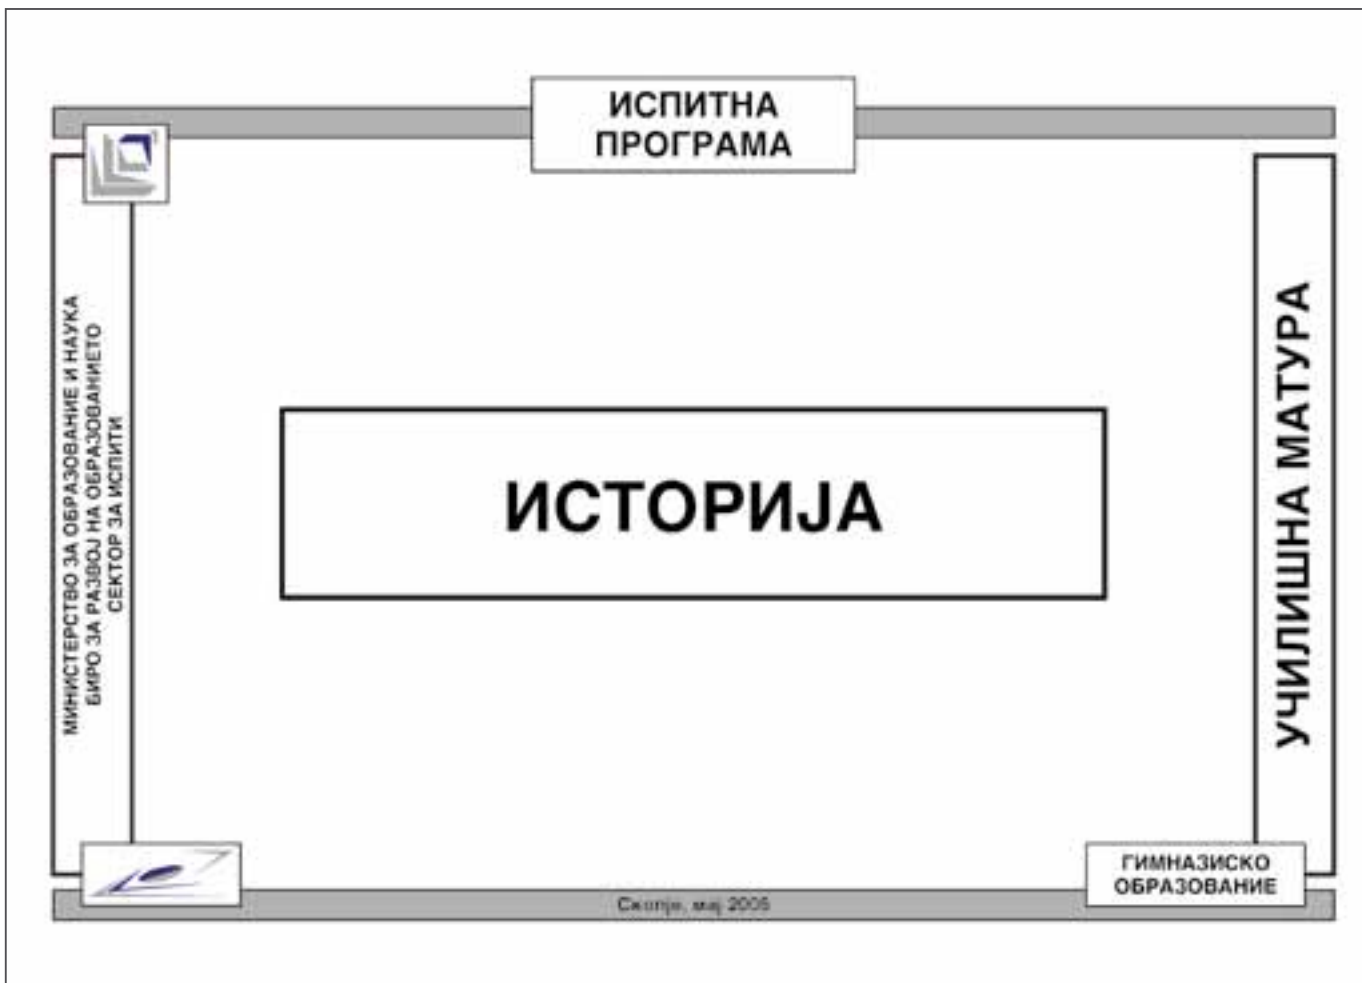 ИСПИТНА
ПРОГРАМА
МИНИСТЕРСТВО ЗА ОБРАЗОВАНИЕ И НАУКА
БИРО ЗА РАЗВОЈ НА ОБРАЗОВАНИЕТО
СЕКТОР ЗА ИСПИТИ
ИСТОРИЈА
УЧИЛИШНА МАТУРА
ГИМНАЗИСКО
ОБРАЗОВАНИЕ
Скопје, мај 2005